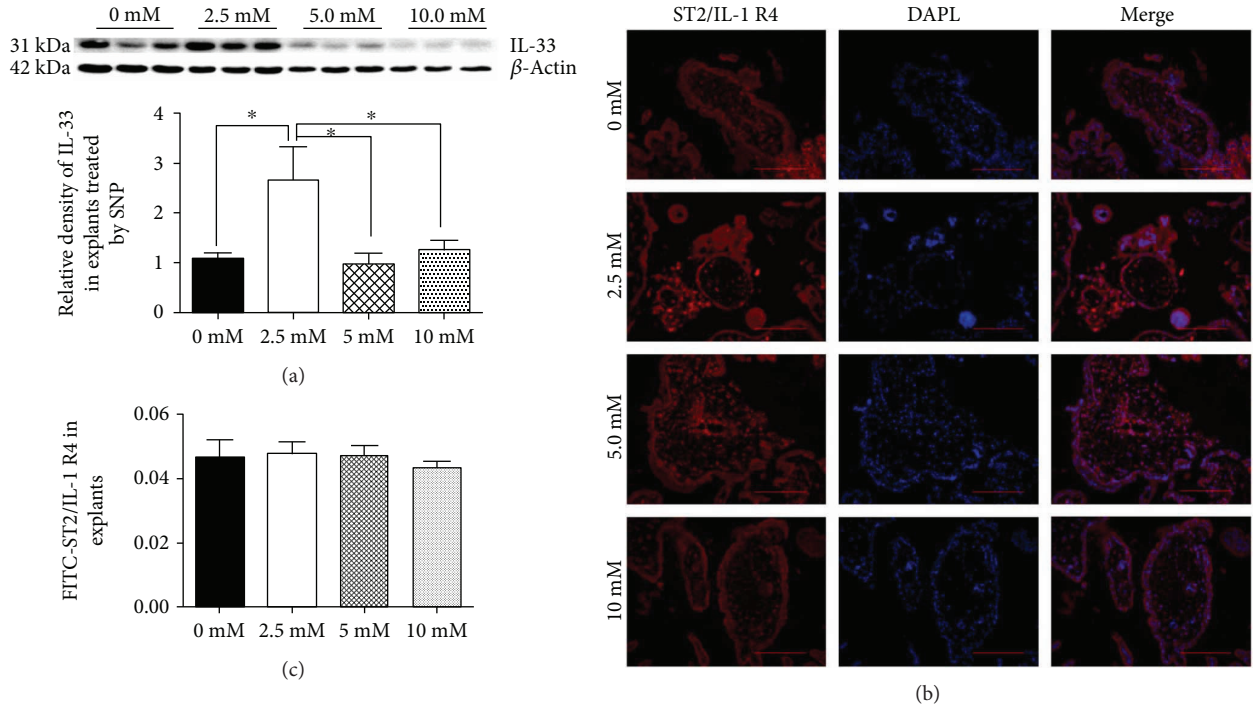 0 mM 2.5 mM 5.0 mM 10.0 mM
31 kDa IL-33
42 kDa β-Actin
Relative density of IL-33
in explants treated
by SNP
4
3
2
1
0
* * *
0 mM 2.5 mM 5 mM 10 mM
(a)
FITC-ST2/IL-1 R4 in
explants
0.06
0.04
0.02
0.00
0 mM 2.5 mM 5 mM 10 mM
(c)
ST2/IL-1 R4 DAPL Merge
0 mM
2.5 mM
5.0 mM
10 mM
(b)